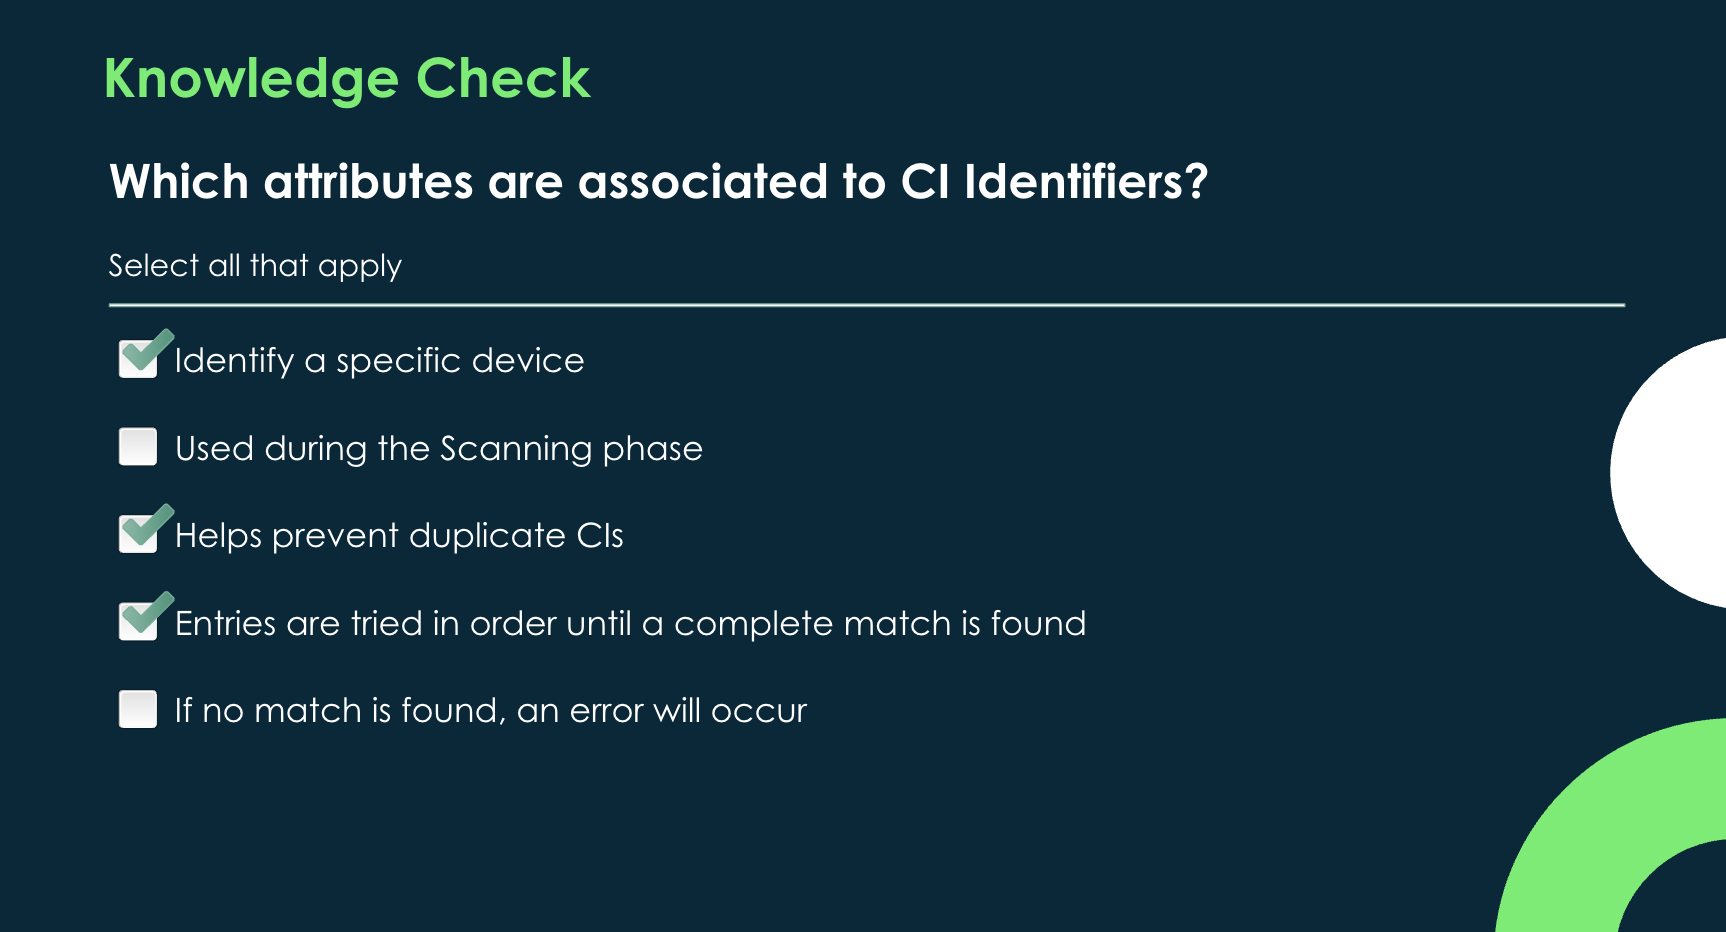 Knowledge Check
Which attributes are associated to CI Identifiers?
Select all that apply
Identify a specific device
Used during the Scanning phase
Helps prevent duplicate CIs
Entries are tried in order until a complete match is found
If no match is found, an error will occur